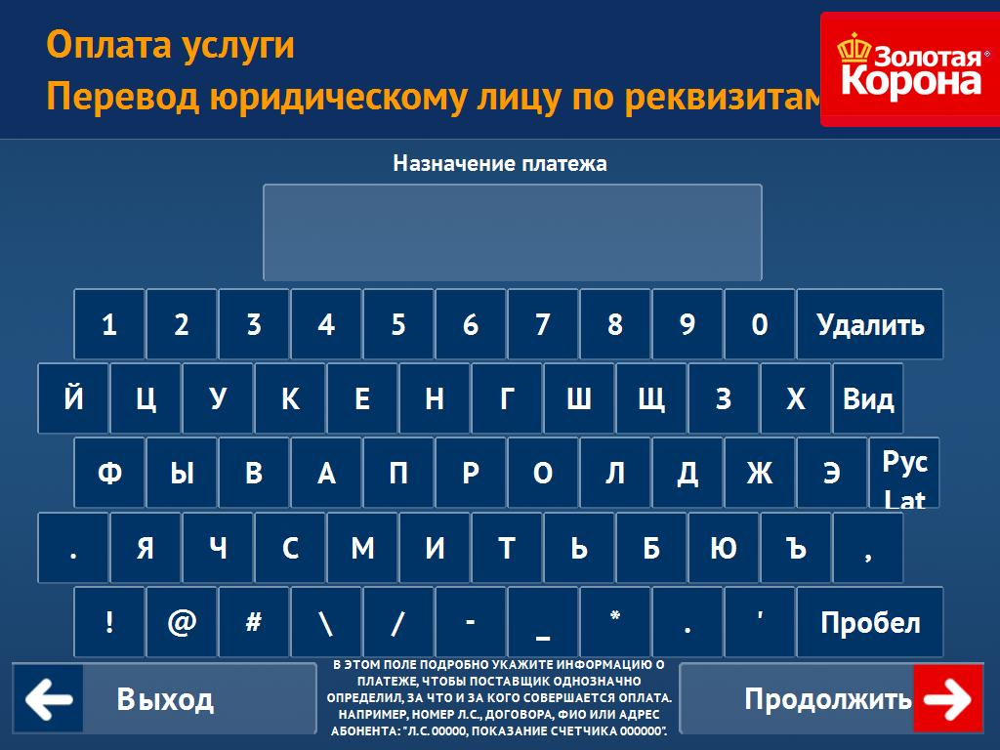 Оплата услуги
Перевод юридическому лицу по реквизитам
Золотая
Корона®
Назначение платежа
1 2 3 4 5 6 7 8 9 0 Удалить
Й Ц У К Е Н Г Ш Щ З Х Вид
Ф Ы В А П Р О Л Д Ж Э Рус
Lat
. Я Ч С М И Т Ь Б Ю Ъ ,
! @ # \ / - _ * . ' Пробел
Выход
В ЭТОМ ПОЛЕ ПОДРОБНО УКАЖИТЕ ИНФОРМАЦИЮ О
ПЛАТЕЖЕ, ЧТОБЫ ПОСТАВЩИК ОДНОЗНАЧНО
ОПРЕДЕЛИЛ, ЗА ЧТО И ЗА КОГО СОВЕРШАЕТСЯ ОПЛАТА.
НАПРИМЕР, НОМЕР Л.С., ДОГОВОРА, ФИО ИЛИ АДРЕС
АБОНЕНТА: "Л.С. 00000, ПОКАЗАНИЕ СЧЕТЧИКА 000000".
Продолжить